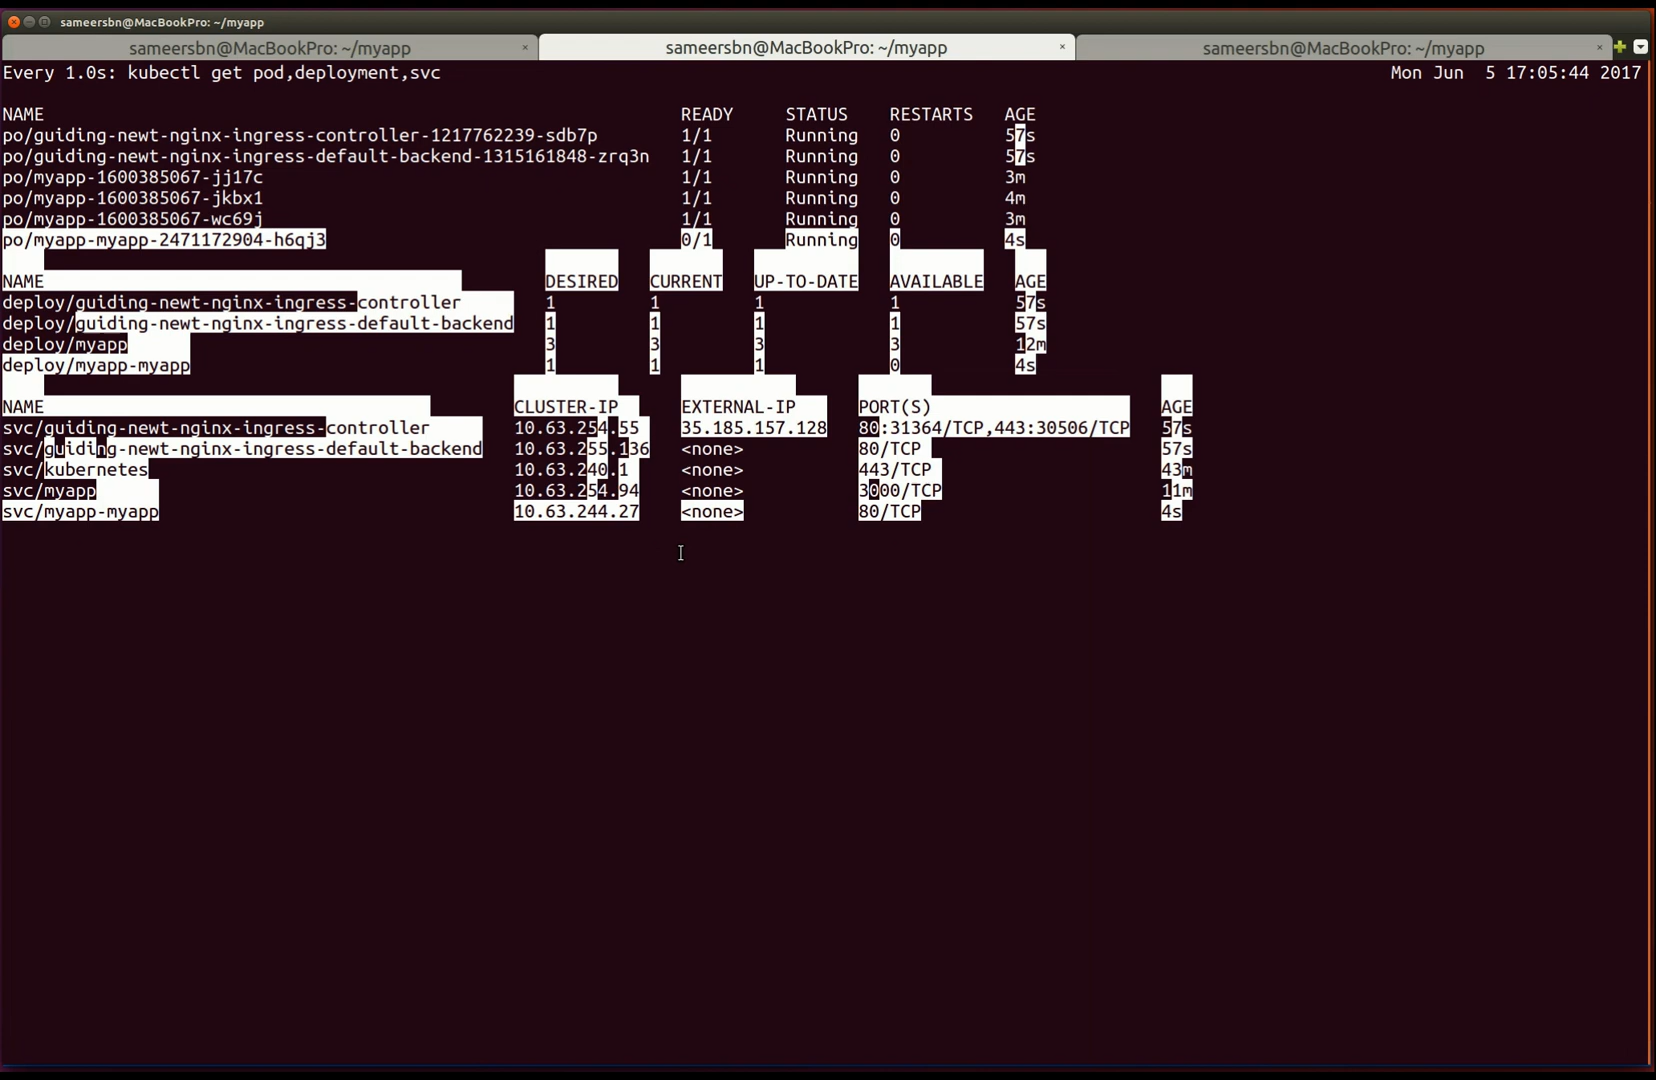 sameersbn@MacBookPro: ~/myapp
sameersbn@MacBookPro: ~/myapp × sameersbn@MacBookPro: ~/myapp × sameersbn@MacBookPro: ~/myapp ×
Every 1.0s: kubectl get pod,deployment,svc Mon Jun 5 17:05:44 2017
NAME READY STATUS RESTARTS AGE
po/guiding-newt-nginx-ingress-controller-1217762239-sdb7p 1/1 Running 0 57s
po/guiding-newt-nginx-ingress-default-backend-1315161848-zrq3n 1/1 Running 0 57s
po/myapp-1600385067-jj17c 1/1 Running 0 3m
po/myapp-1600385067-jkbx1 1/1 Running 0 4m
po/myapp-1600385067-wc69j 1/1 Running 0 3m
po/myapp-myapp-2471172904-h6qj3 0/1 Running 0 4s
NAME DESIRED CURRENT UP-TO-DATE AVAILABLE AGE
deploy/guiding-newt-nginx-ingress-controller 1 1 1 1 57s
deploy/guiding-newt-nginx-ingress-default-backend 1 1 1 1 57s
deploy/myapp 3 3 3 3 12m
deploy/myapp-myapp 1 1 1 0 4s
NAME CLUSTER-IP EXTERNAL-IP PORT(S) AGE
svc/guiding-newt-nginx-ingress-controller 10.63.254.55 35.185.157.128 80:31364/TCP,443:30506/TCP 57s
svc/guiding-newt-nginx-ingress-default-backend 10.63.255.136 <none> 80/TCP 57s
svc/kubernetes 10.63.240.1 <none> 443/TCP 43m
svc/myapp 10.63.254.94 <none> 3000/TCP 11m
svc/myapp-myapp 10.63.244.27 <none> 80/TCP 4s